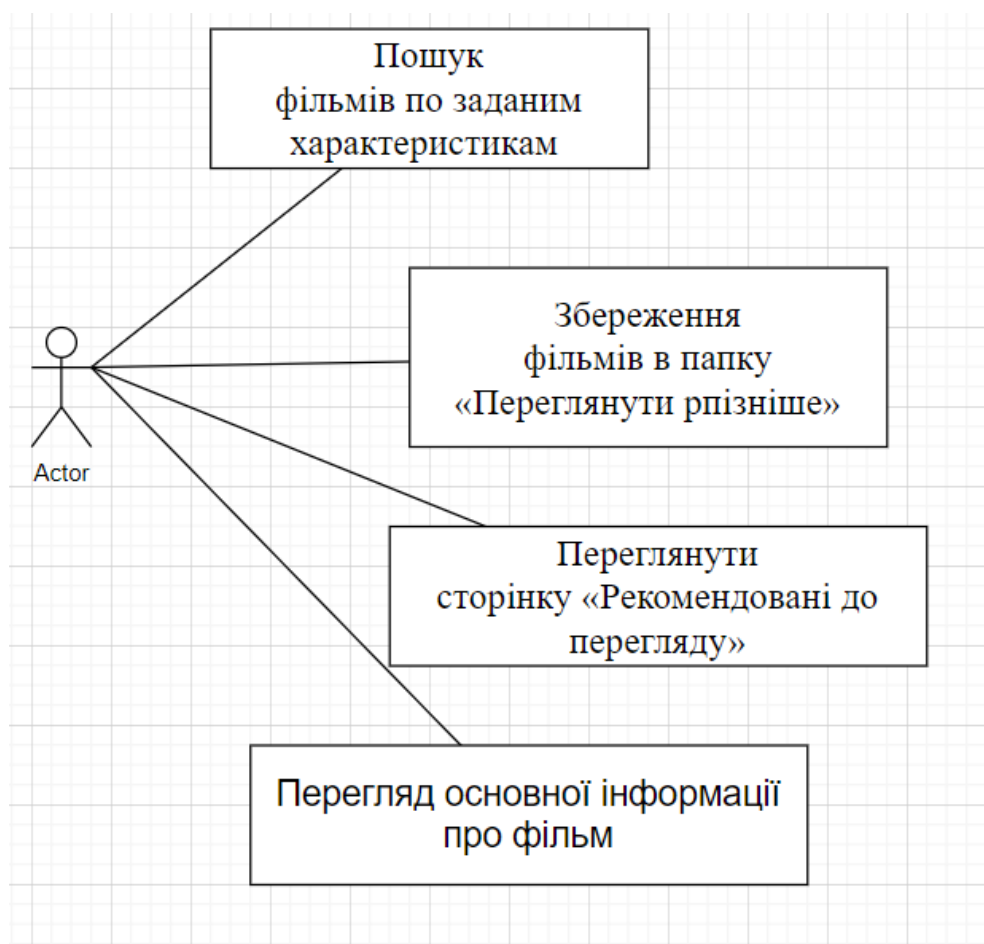 Пошук
фільмів по заданим
характеристикам
Збереження
фільмів в папку
«Переглянути рпізніше»
Actor
Переглянути
сторінку «Рекомендовані до
перегляду»
Перегляд основної інформації
про фільм